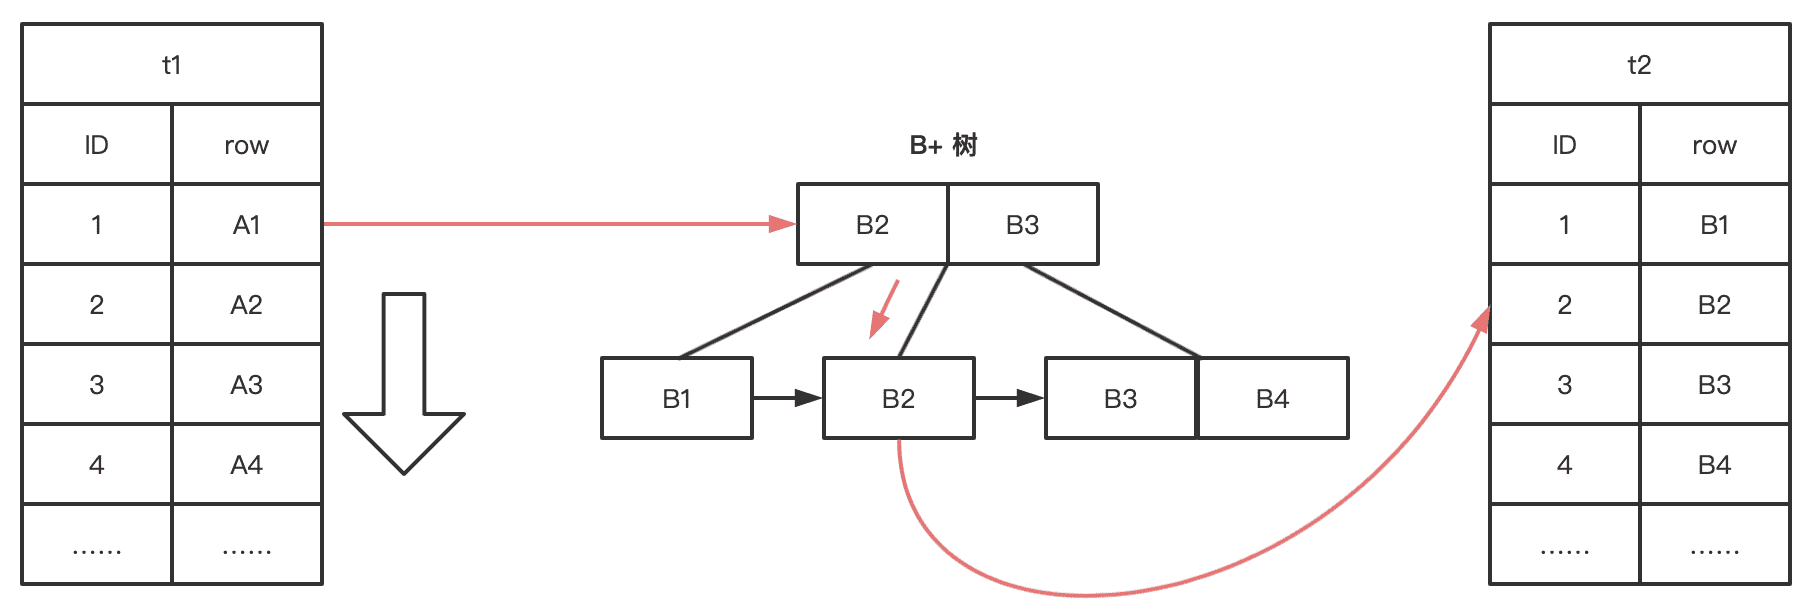 t1
ID row
1 A1
2 A2
3 A3
4 A4
...... ......
B+ 树
B2 B3
B1 B2 B3 B4
t2
ID row
1 B1
2 B2
3 B3
4 B4
...... ......